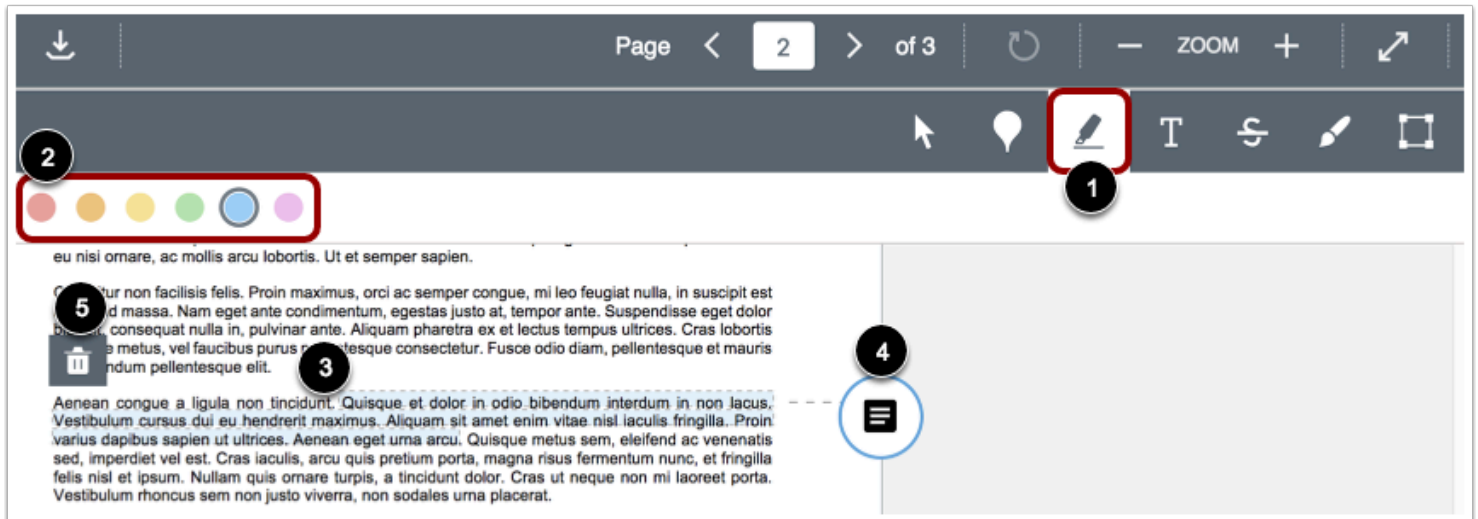 Page 2 of 3 ZOOM
T S
1
2
eu nisi ornare, ac mollis arcu lobortis. Ut et semper sapien.
tur non facilisis felis. Proin maximus, orci ac semper congue, mi leo feugiat nulla, in suscipit est
5
d massa. Nam eget ante condimentum, egestas justo at, tempor ante. Suspendisse eget dolor
consequat nulla in, pulvinar ante. Aliquam pharetra ex et lectus tempus ultrices. Cras lobortis
metus, vel faucibus purus tesque consectetur. Fusce odio diam, pellentesque et mauris
3
4
ndum pellentesque elit.
Aenean congue a ligula non tincidunt. Quisque et dolor in odio bibendum interdum in non lacus.
Vestibulum cursus dui eu hendrerit maximus. Aliquam sit amet enim vitae nisl iaculis fringilla. Proin
varius dapibus sapien ut ultrices. Aenean eget urna arcu. Quisque metus sem, eleifend ac venenatis
sed, imperdiet vel est. Cras iaculis, arcu quis pretium porta, magna risus fermentum nunc, et fringilla
felis nisl et ipsum. Nullam quis ornare turpis, a tincidunt dolor. Cras ut neque non mi laoreet porta.
Vestibulum rhoncus sem non justo viverra, non sodales urna placerat.